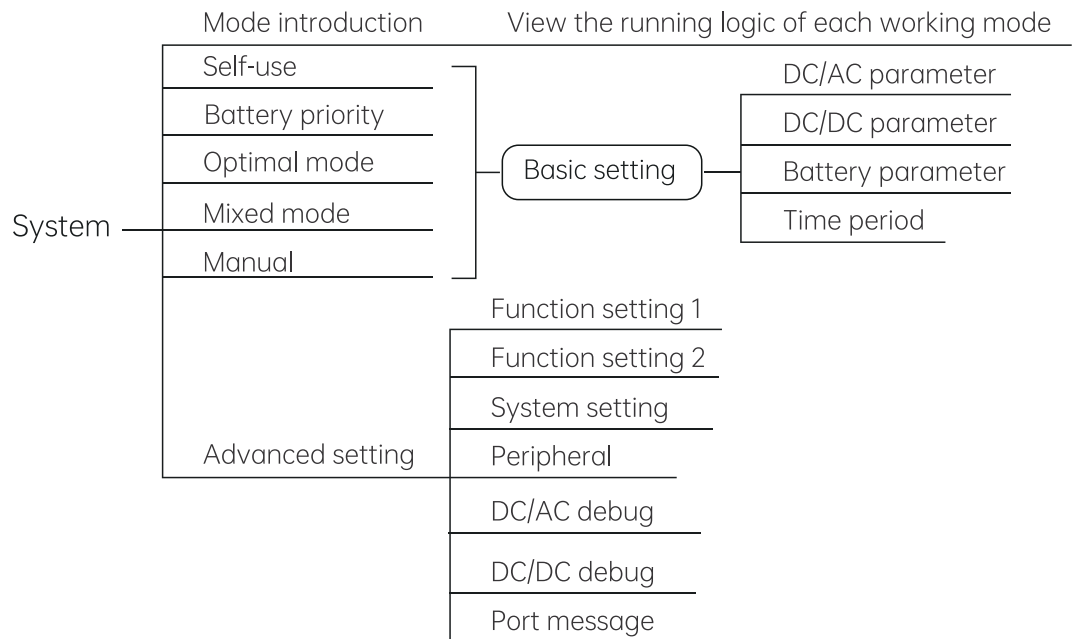 Mode introduction View the running logic of each working mode
Self-use
Battery priority
Optimal mode
Mixed mode
Manual
System
Basic setting
DC/AC parameter
DC/DC parameter
Battery parameter
Time period
Advanced setting
Function setting 1
Function setting 2
System setting
Peripheral
DC/AC debug
DC/DC debug
Port message